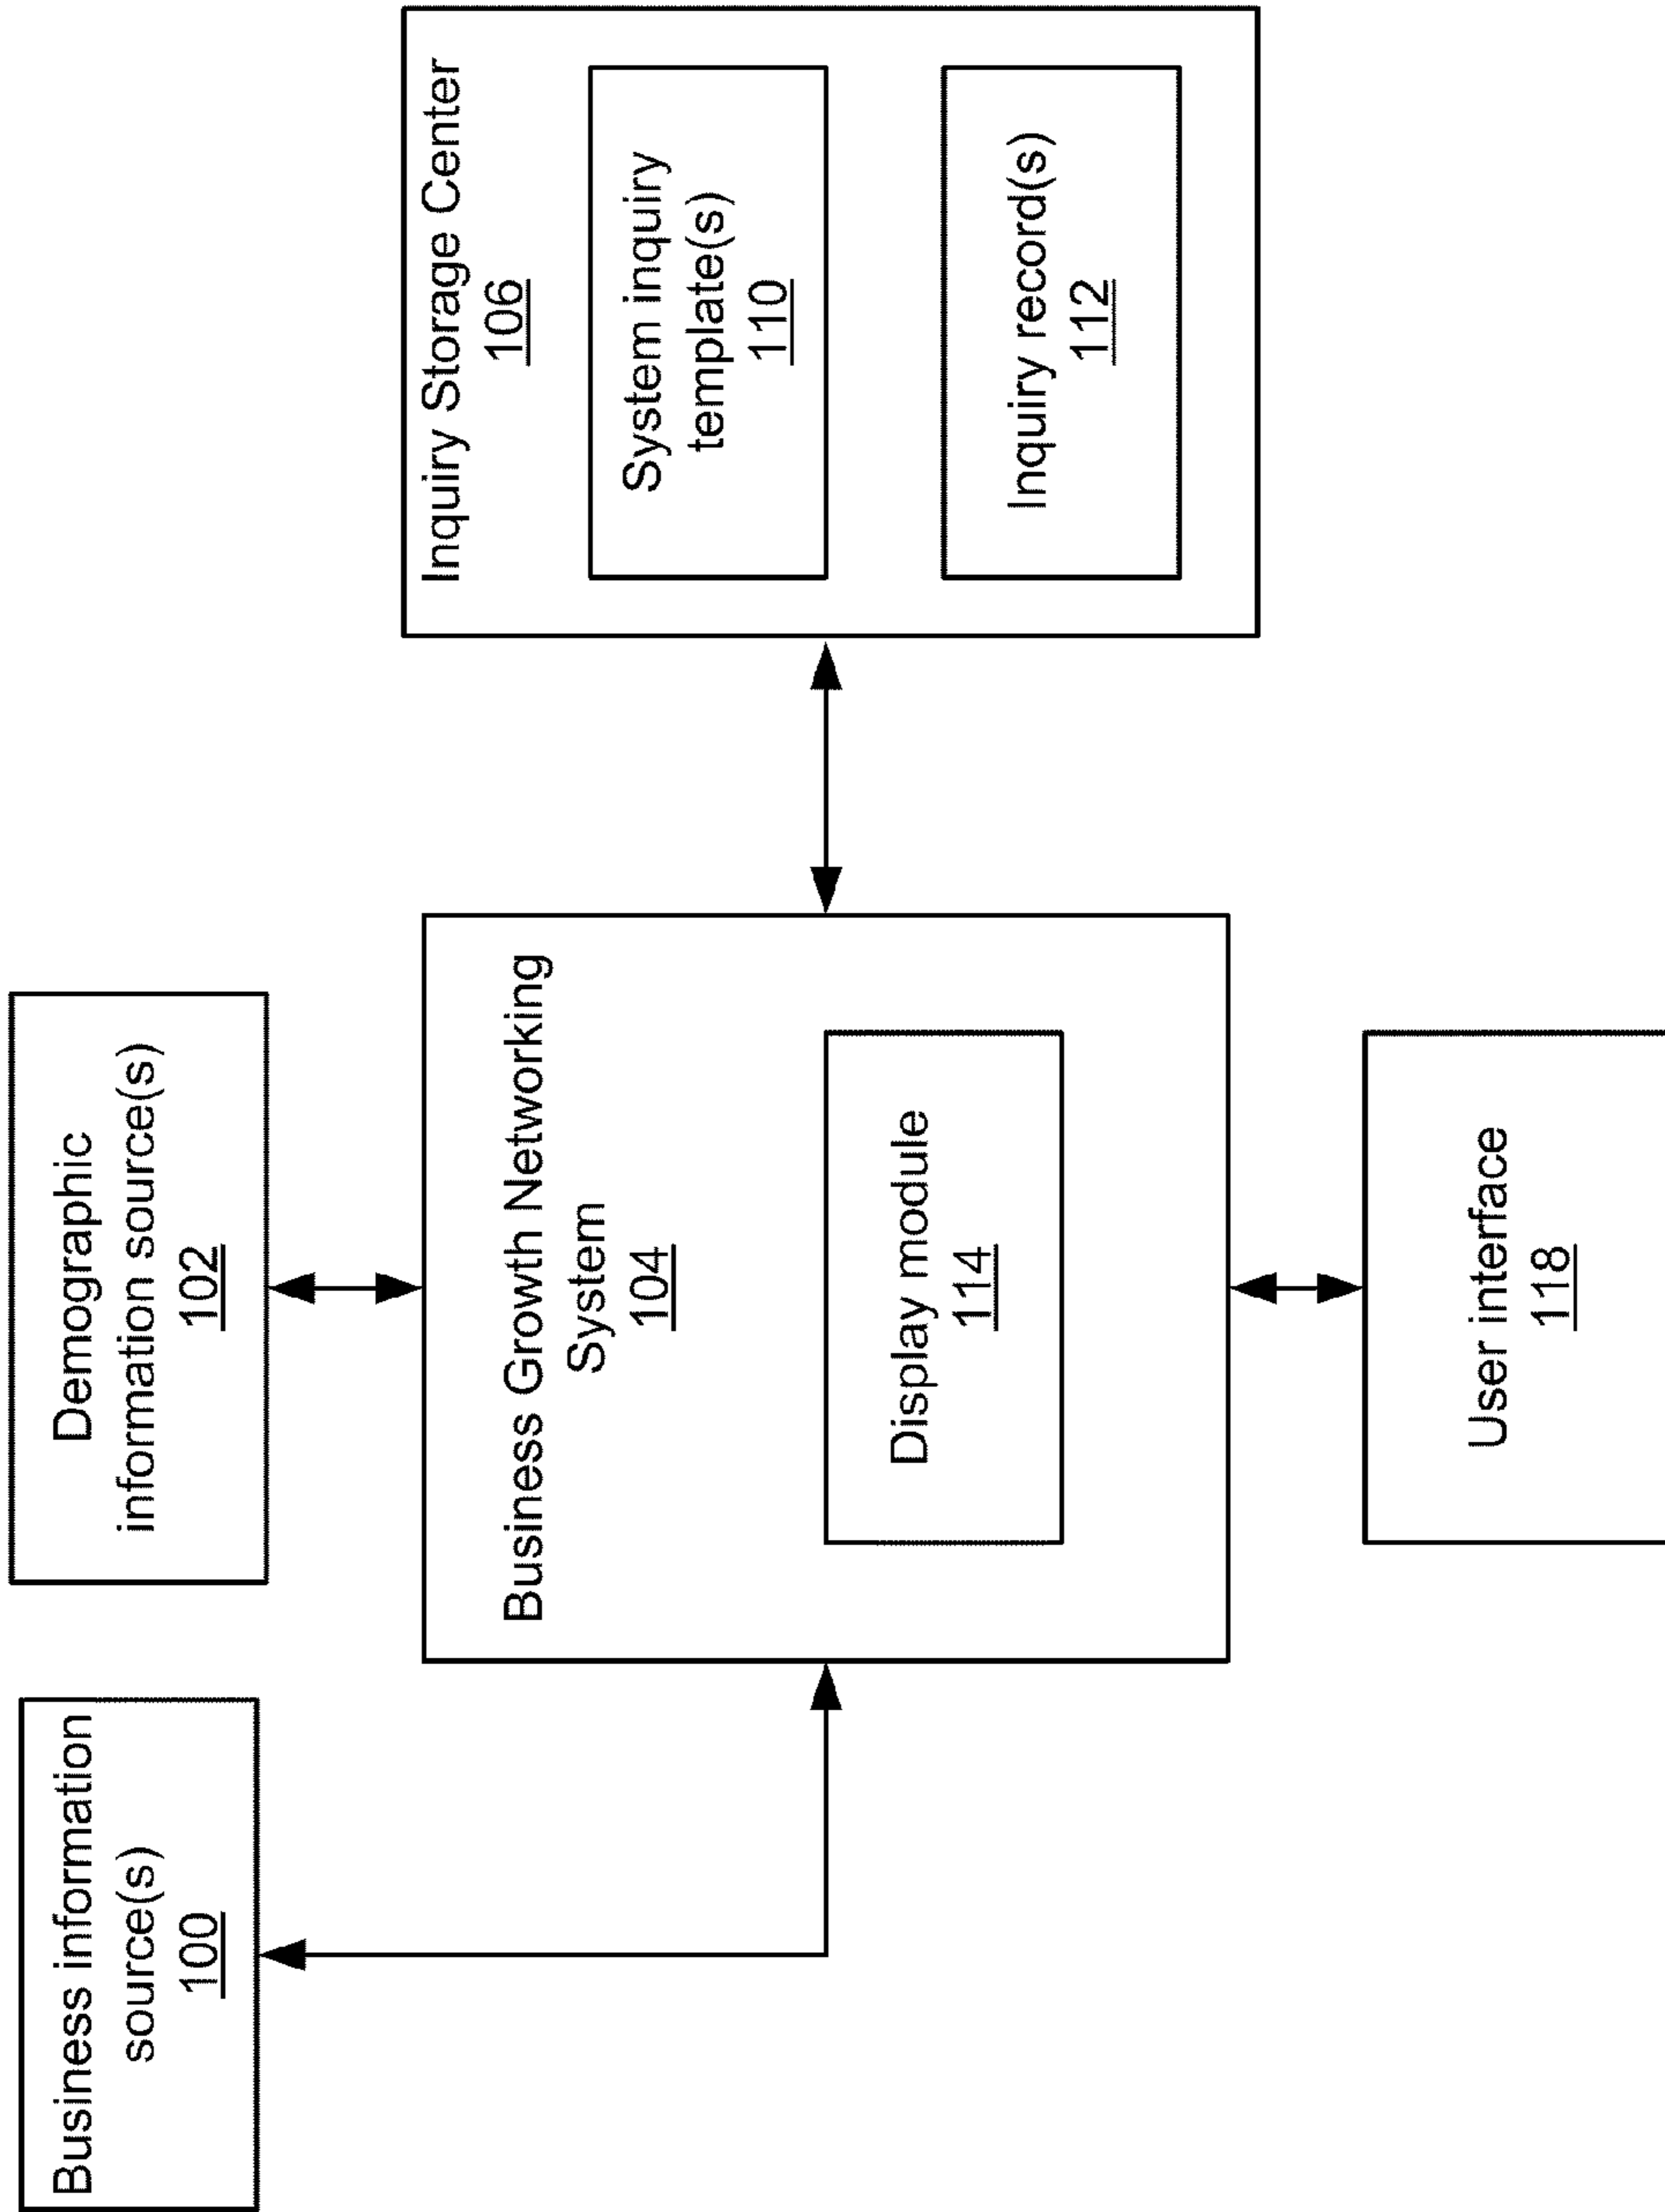 Business information
source(s)
100
Demographic
information source(s)
102
Business Growth Networking
System
104
Display module
114
User interface
118
Inquiry Storage Center
106
System inquiry
template(s)
110
Inquiry record(s)
112